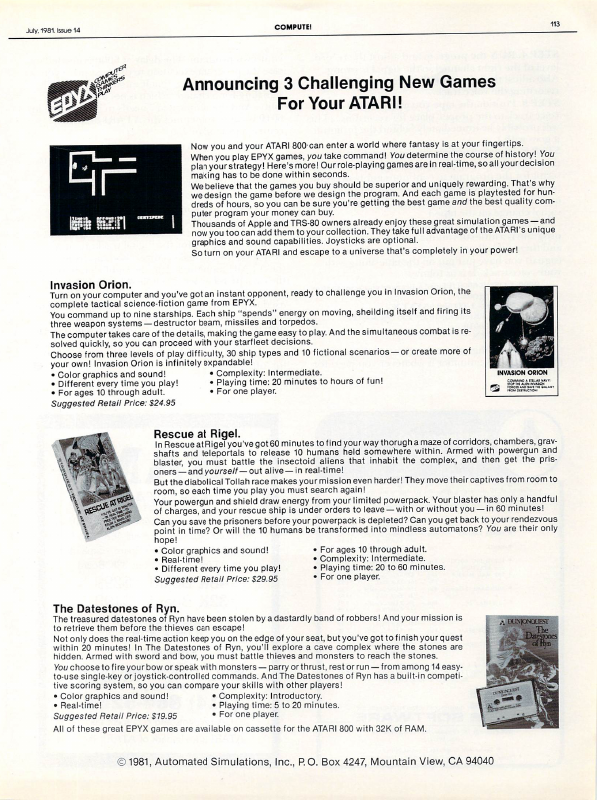 July, 1981. Issue 14
COMPUTE!
113
EPYX
COMPUTER
GAMES
THINKERS
PLAY
Announcing 3 Challenging New Games
For Your ATARI!
Now you and your ATARI 800 can enter a world where fantasy is at your fingertips.
When you play EPYX games, you take command! You determine the course of history! You
plan your strategy! Here's more! Our role-playing games are in real-time, so all your decision
making has to be done within seconds.
We believe that the games you buy should be superior and uniquely rewarding. That's why
we design the game before we design the program. And each game is playtested for hun-
dreds of hours, so you can be sure you're getting the best game and the best quality com-
puter program your money can buy.
Thousands of Apple and TRS-80 owners already enjoy these great simulation games — and
now you too can add them to your collection. They take full advantage of the ATARI's unique
graphics and sound capabilities. Joysticks are optional.
So turn on your ATARI and escape to a universe that's completely in your power!
Invasion Orion.
Turn on your computer and you've got an instant opponent, ready to challenge you in Invasion Orion, the
complete tactical science-fiction game from EPYX.
You command up to nine starships. Each ship "spends" energy on moving, sheilding itself and firing its
three weapon systems — destructor beam, missiles and torpedos.
The computer takes care of the details, making the game easy to play. And the simultaneous combat is re-
solved quickly, so you can proceed with your starfleet decisions.
Choose from three levels of play difficulty, 30 ship types and 10 fictional scenarios — or create more of
your own! Invasion Orion is infinitely expandable!
• Color graphics and sound!
• Different every time you play!
• For ages 10 through adult.
Suggested Retail Price: $24.95
• Complexity: Intermediate.
• Playing time: 20 minutes to hours of fun!
• For one player.
INVASION ORION
Rescue at Rigel.
In Rescue at Rigel you've got 60 minutes to find your way thorugh a maze of corridors, chambers, grav-
shafts and teleportals to release 10 humans held somewhere within. Armed with powergun and
blaster, you must battle the insectoid aliens that inhabit the complex, and then get the pris-
oners — and yourself — out alive — in real-time!
But the diabolical Tollah race makes your mission even harder! They move their captives from room to
room, so each time you play you must search again!
Your powergun and shield draw energy from your limited powerpack. Your blaster has only a handful
of charges, and your rescue ship is under orders to leave — with or without you — in 60 minutes!
Can you save the prisoners before your powerpack is depleted? Can you get back to your rendezvous
point in time? Or will the 10 humans be transformed into mindless automatons? You are their only
hope!
• Color graphics and sound!
• Real-time!
• Different every time you play!
Suggested Retail Price: $29.95
• For ages 10 through adult.
• Complexity: Intermediate.
• Playing time: 20 to 60 minutes.
• For one player.
RESCUE AT RIGEL
The Datestones of Ryn.
The treasured datestones of Ryn have been stolen by a dastardly band of robbers! And your mission is
to retrieve them before the thieves can escape!
Not only does the real-time action keep you on the edge of your seat, but you've got to finish your quest
within 20 minutes! In The Datestones of Ryn, you'll explore a cave complex where the stones are
hidden. Armed with sword and bow, you must battle thieves and monsters to reach the stones.
You choose to fire your bow or speak with monsters — parry or thrust, rest or run — from among 14 easy-
to-use single-key or joystick-controlled commands. And The Datestones of Ryn has a built-in competi-
tive scoring system, so you can compare your skills with other players!
• Color graphics and sound!
• Real-time!
Suggested Retail Price: $19.95
• Complexity: Introductory.
• Playing time: 5 to 20 minutes.
• For one player.
A DUNJONQUEST
The
Datestones
of Ryn
All of these great EPYX games are available on cassette for the ATARI 800 with 32K of RAM.
© 1981, Automated Simulations, Inc., P.O. Box 4247, Mountain View, CA 94040